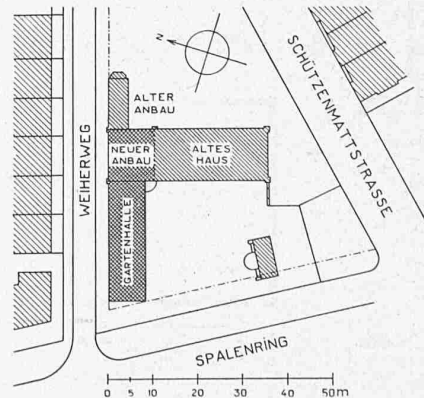 N
SCHÜTZENMATTSTRASSE
ALTER
ANBAU
NEUER
ANBAU
ALTES
HAUS
WEIHERWEG
GARTENHALLE
SPALENRING
0 5 10 20 30 40 50m